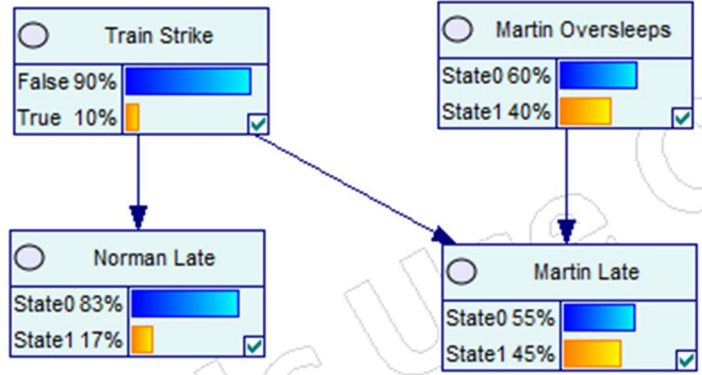 Train Strike
False 90%
True 10%
Martin Oversleeps
State0 60%
State1 40%
Norman Late
State0 83%
State1 17%
Martin Late
State0 55%
State1 45%